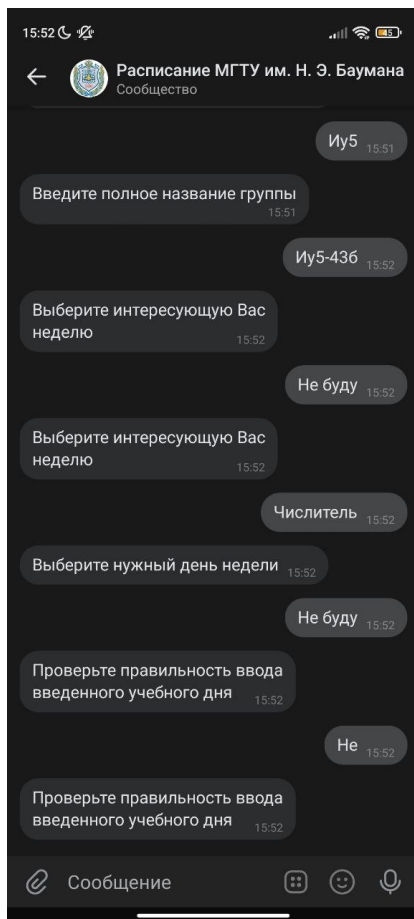 15:52
45
Расписание МГТУ им. Н. Э. Баумана
Сообщество
Иу5 15:51
Введите полное название группы
15:51
Иу5-43б 15:52
Выберите интересующую Вас
неделю 15:52
Не буду 15:52
Выберите интересующую Вас
неделю 15:52
Числитель 15:52
Выберите нужный день недели 15:52
Не буду 15:52
Проверьте правильность ввода
введенного учебного дня 15:52
Не 15:52
Проверьте правильность ввода
введенного учебного дня 15:52
Сообщение